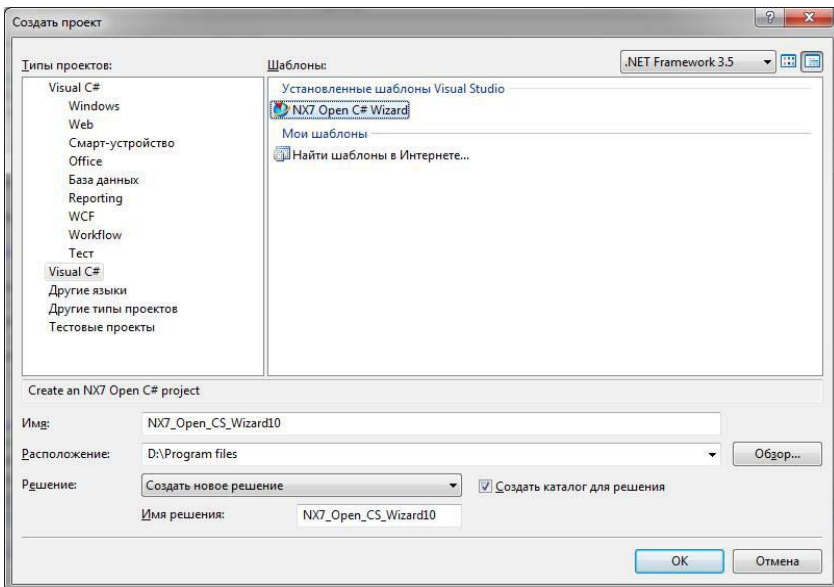 Создать проект
Типы проектов:
Шаблоны:
.NET Framework 3.5
Visual C#
Windows
Web
Смарт-устройство
Office
База данных
Reporting
WCF
Workflow
Тест
Visual C#
Другие языки
Другие типы проектов
Тестовые проекты
Установленные шаблоны Visual Studio
NX7 Open C# Wizard
Мои шаблоны
Найти шаблоны в Интернете...
Create an NX7 Open C# project
Имя:
NX7_Open_CS_Wizard10
Расположение:
D:\Program files
Обзор...
Решение:
Создать новое решение
Создать каталог для решения
Имя решения:
NX7_Open_CS_Wizard10
OK
Отмена